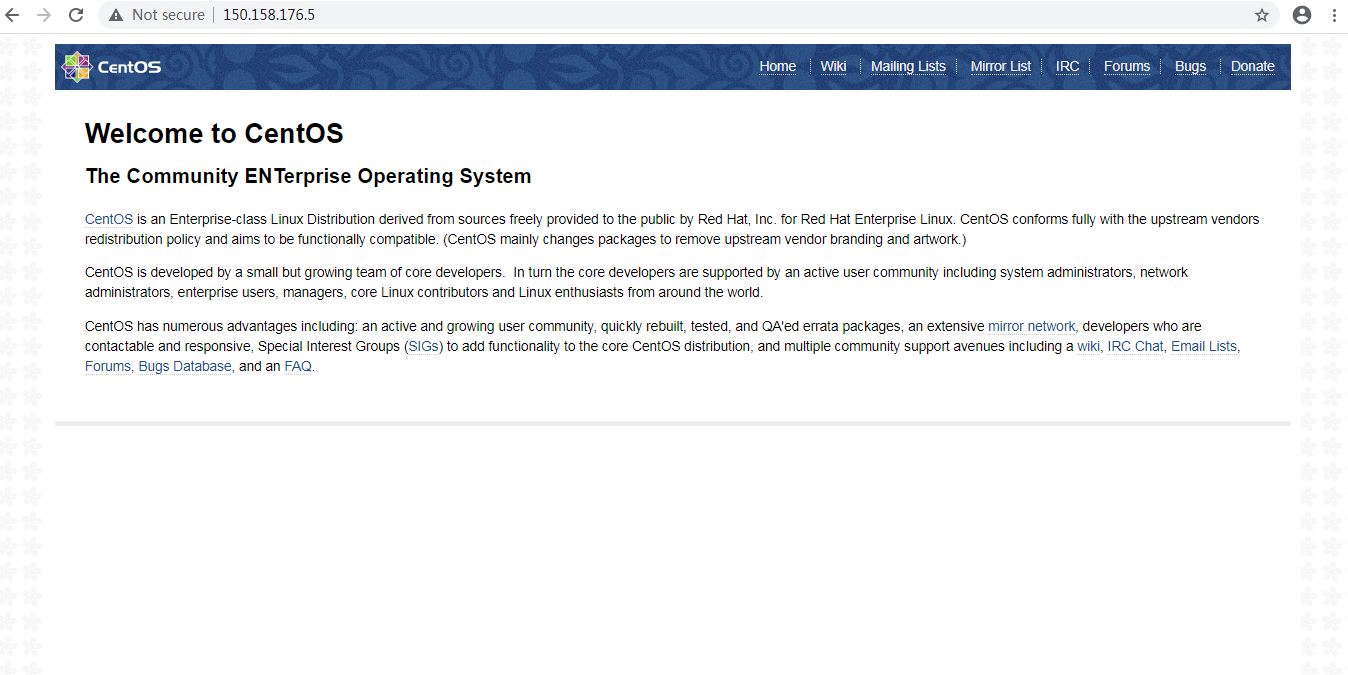 Not secure 150.158.176.5
CentOS Home Wiki Mailing Lists Mirror List IRC Forums Bugs Donate
Welcome to CentOS
The Community ENTerprise Operating System
CentOS is an Enterprise-class Linux Distribution derived from sources freely provided to the public by Red Hat, Inc. for Red Hat Enterprise Linux. CentOS conforms fully with the upstream vendors
redistribution policy and aims to be functionally compatible. (CentOS mainly changes packages to remove upstream vendor branding and artwork.)
CentOS is developed by a small but growing team of core developers.  In turn the core developers are supported by an active user community including system administrators, network
administrators, enterprise users, managers, core Linux contributors and Linux enthusiasts from around the world.
CentOS has numerous advantages including: an active and growing user community, quickly rebuilt, tested, and QA'ed errata packages, an extensive mirror network, developers who are
contactable and responsive, Special Interest Groups (SIGs) to add functionality to the core CentOS distribution, and multiple community support avenues including a wiki, IRC Chat, Email Lists,
Forums, Bugs Database, and an FAQ.